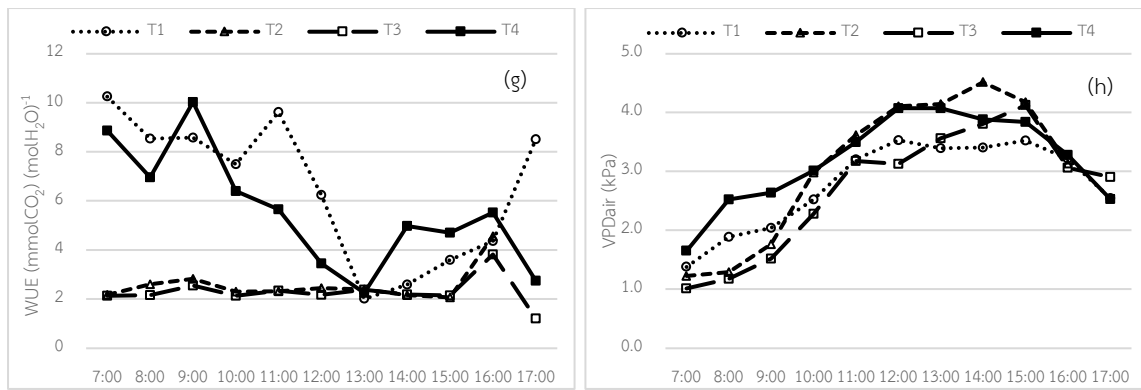 T1 T2 T3 T4
12
10
8
6
4
2
0
WUE (mmolCO2) (molH2O)-1
(g)
7:00 8:00 9:00 10:00 11:00 12:00 13:00 14:00 15:00 16:00 17:00
T1 T2 T3 T4
5.0
4.0
3.0
2.0
1.0
0.0
VPDair (kPa)
(h)
7:00 8:00 9:00 10:00 11:00 12:00 13:00 14:00 15:00 16:00 17:00